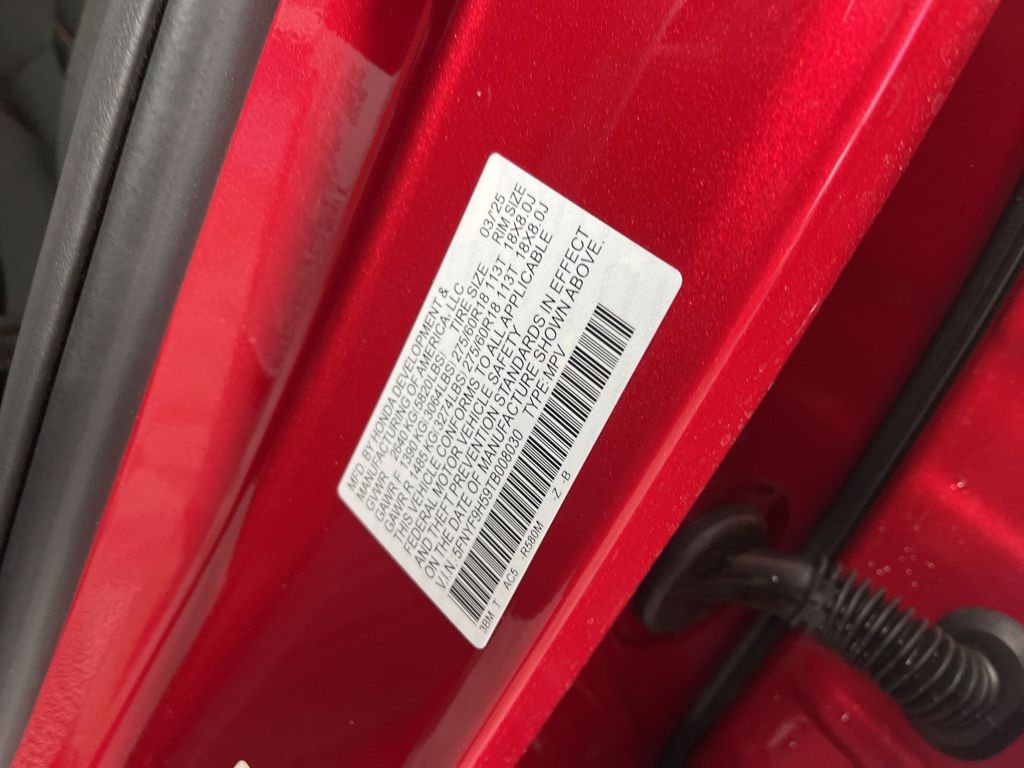 MFD. BY HONDA DEVELOPMENT &
MANUFACTURING OF AMERICA, LLC 03/25
GVWR 2640 KG(5820LBS) TIRE SIZE RIM SIZE
GAWR F 1390 KG(3064LBS) 275/60R18 113T 18X8.0J
GAWR R 1485 KG(3274LBS) 275/60R18 113T 18X8.0J
THIS VEHICLE CONFORMS TO ALL APPLICABLE
FEDERAL MOTOR VEHICLE SAFETY
AND THEFT PREVENTION STANDARDS IN EFFECT
ON THE DATE OF MANUFACTURE SHOWN ABOVE.
V.I.N: 5FNYF9H597B008030 TYPE:MPV
3BM T AC5 -R580M -Z -B